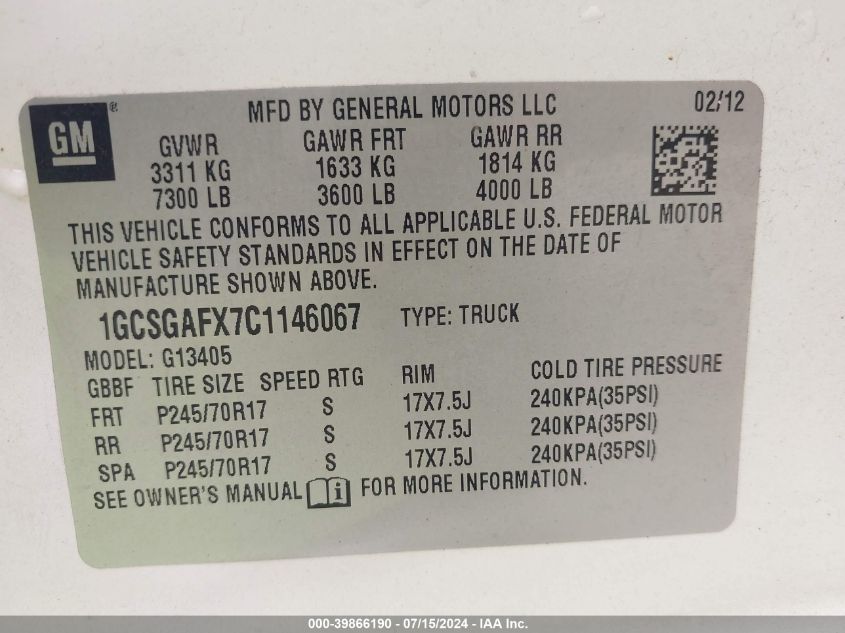 GM®
MFD BY GENERAL MOTORS LLC 02/12
GVWR GAWR FRT GAWR RR
3311 KG 1633 KG 1814 KG
7300 LB 3600 LB 4000 LB
THIS VEHICLE CONFORMS TO ALL APPLICABLE U.S. FEDERAL MOTOR
VEHICLE SAFETY STANDARDS IN EFFECT ON THE DATE OF
MANUFACTURE SHOWN ABOVE.
1GCSGAFX7C1146067 TYPE: TRUCK
MODEL: G13405
GBBF TIRE SIZE SPEED RTG RIM COLD TIRE PRESSURE
FRT P245/70R17 S 17X7.5J 240KPA(35PSI)
RR P245/70R17 S 17X7.5J 240KPA(35PSI)
SPA P245/70R17 S 17X7.5J 240KPA(35PSI)
SEE OWNER'S MANUAL i FOR MORE INFORMATION.
000-39866190 - 07/15/2024 - IAA Inc.